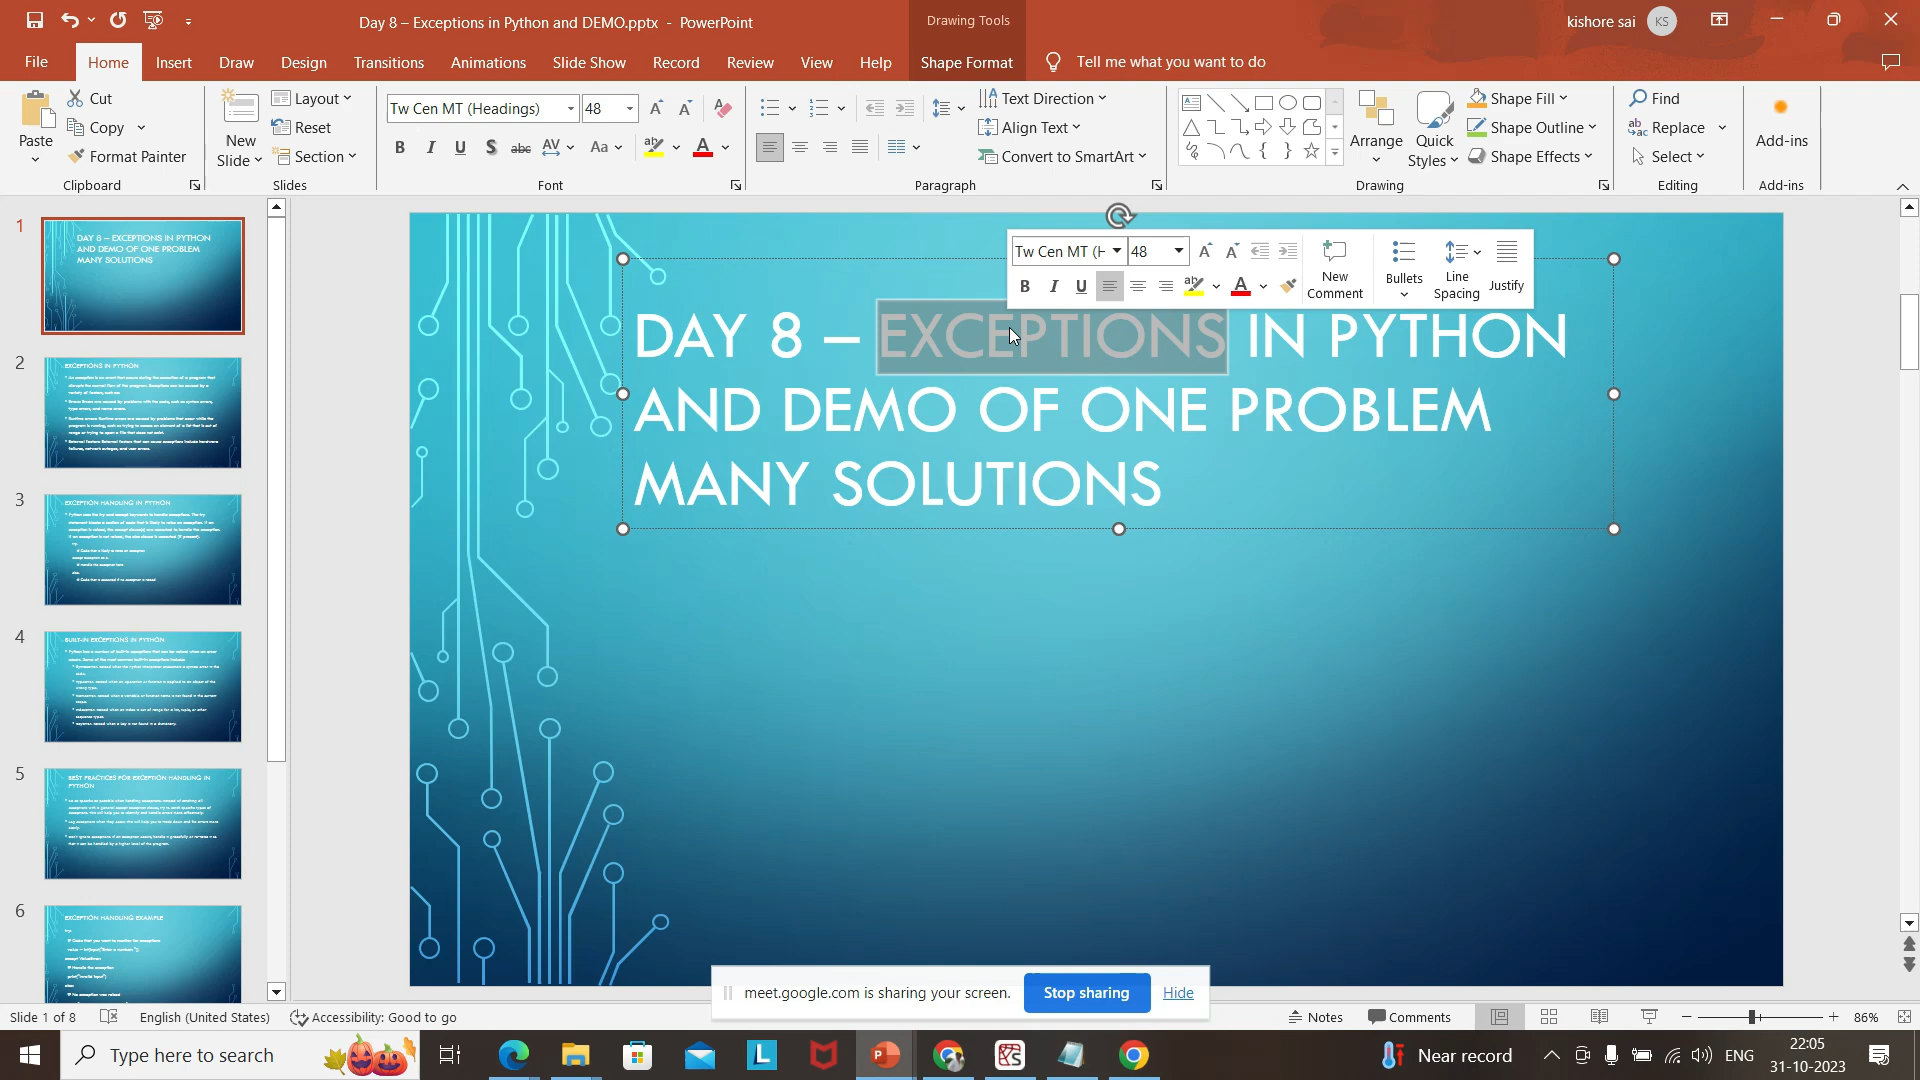 Day 8 – Exceptions in Python and DEMO.pptx - PowerPoint
Drawing Tools
kishore sai
KS
File
Home
Insert
Draw
Design
Transitions
Animations
Slide Show
Record
Review
View
Help
Shape Format
Tell me what you want to do
Paste
Cut
Copy
Format Painter
Clipboard
New Slide
Layout
Reset
Section
Slides
Tw Cen MT (Headings)
48
Font
Text Direction
Align Text
Convert to SmartArt
Paragraph
Arrange
Quick Styles
Shape Fill
Shape Outline
Shape Effects
Drawing
Find
Replace
Select
Editing
Add-ins
Add-ins
1
DAY 8 – EXCEPTIONS IN PYTHON
AND DEMO OF ONE PROBLEM
MANY SOLUTIONS
2
EXCEPTIONS IN PYTHON
3
EXCEPTION HANDLING IN PYTHON
4
BUILT-IN EXCEPTIONS IN PYTHON
5
BEST PRACTICES FOR EXCEPTION HANDLING IN
PYTHON
6
EXCEPTION HANDLING EXAMPLE
Tw Cen MT (H
48
New Comment
Bullets
Line Spacing
Justify
DAY 8 – EXCEPTIONS IN PYTHON
AND DEMO OF ONE PROBLEM
MANY SOLUTIONS
meet.google.com is sharing your screen.
Stop sharing
Hide
Slide 1 of 8
English (United States)
Accessibility: Good to go
Notes
Comments
86%
Type here to search
Near record
ENG
22:05
31-10-2023